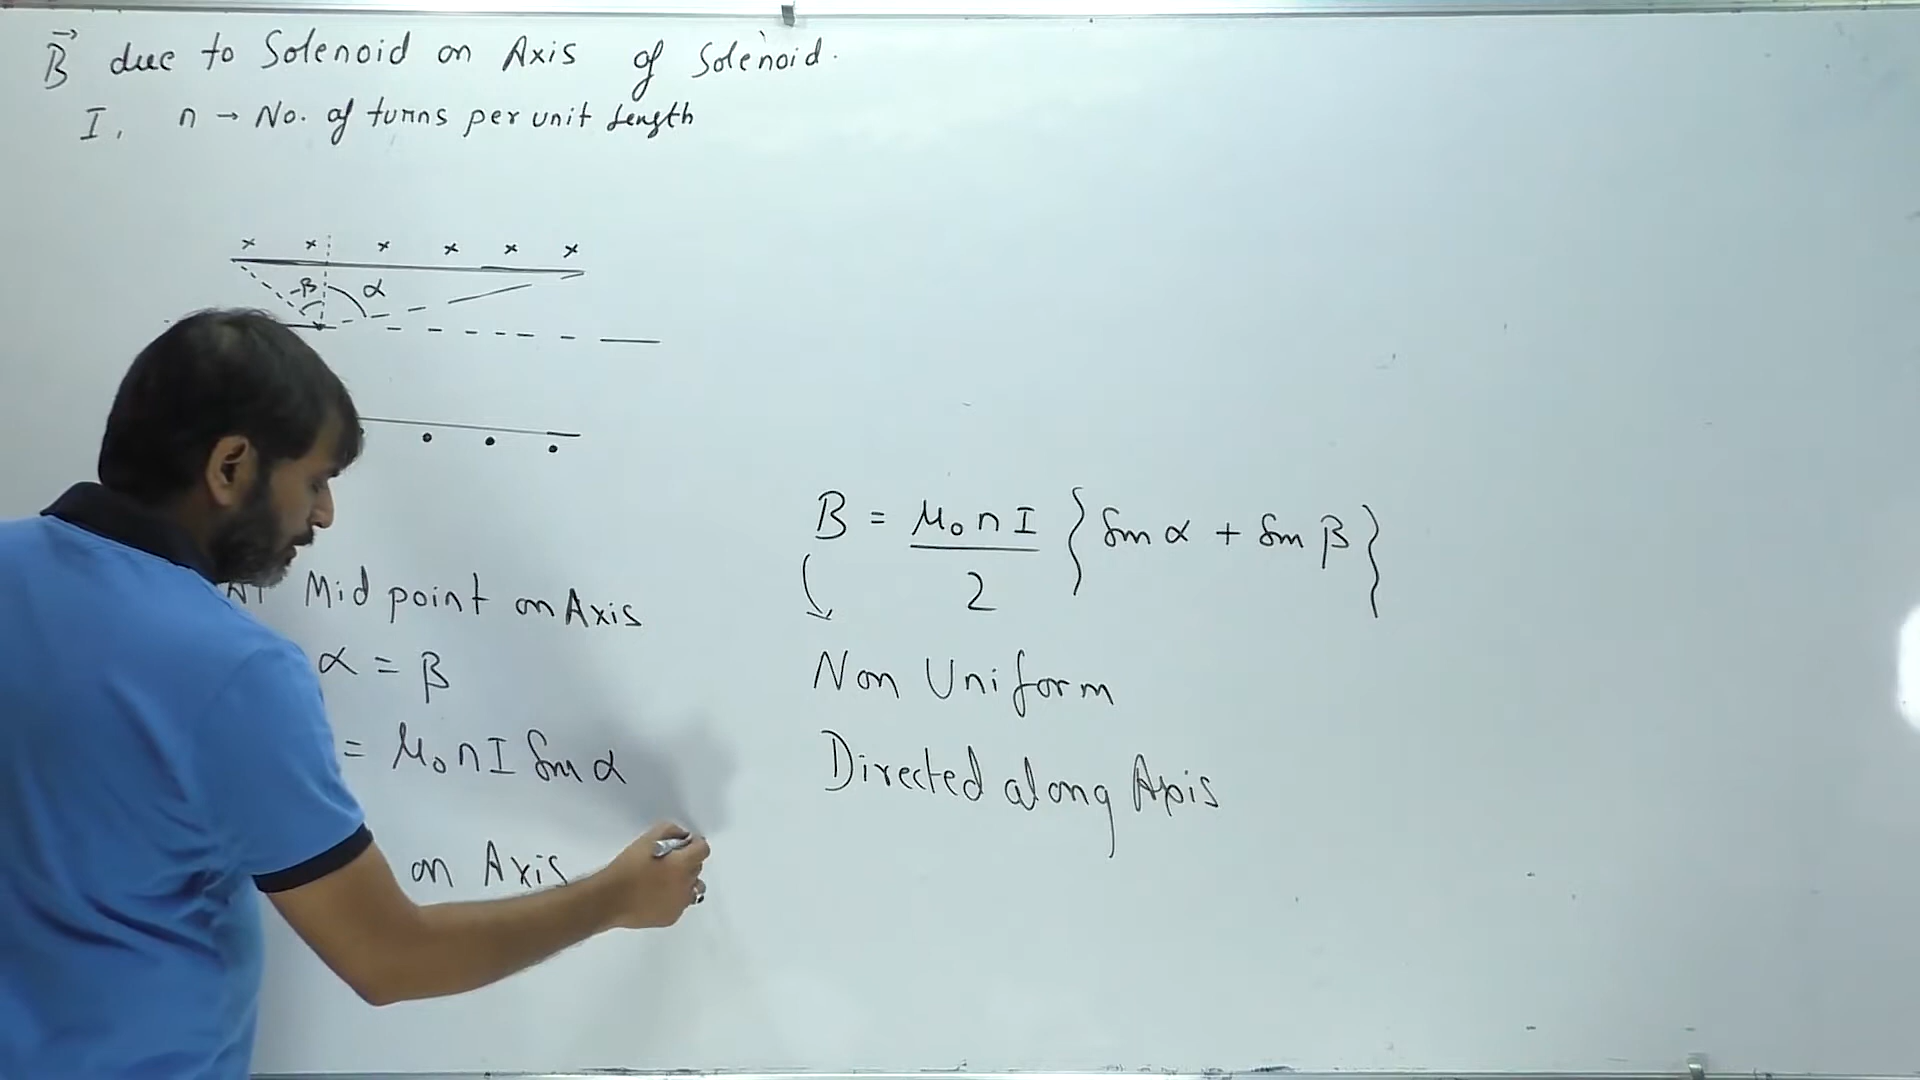 B⃗ due to Solenoid on Axis of Solenoid.
I, n → No. of turns per unit length
x x x x x x
-β α
B = μ₀nI/2 {Sin α + Sin β}
Non Uniform
Directed along Axis
At Mid point on Axis
α = β
= μ₀nI Sin α
on Axis